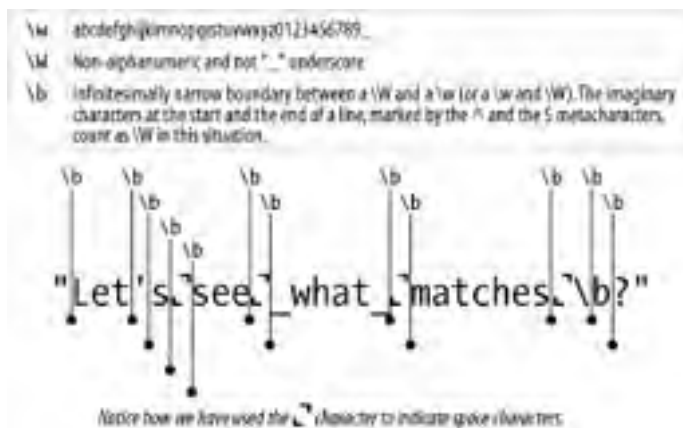 \w abcdefghijklmnopqrstuvwxyz0123456789_
\W Non-alphanumeric and not "_" underscore
\b Infinitesimally narrow boundary between a \W and a \w (or a \w and \W). The imaginary
characters at the start and the end of a line, marked by the ^ and the $ metacharacters,
count as \W in this situation.
\b \b \b \b \b \b
\b \b \b \b
\b
\b
"Let's see _what_ matches \b?"
Notice how we have used the character to indicate space characters.